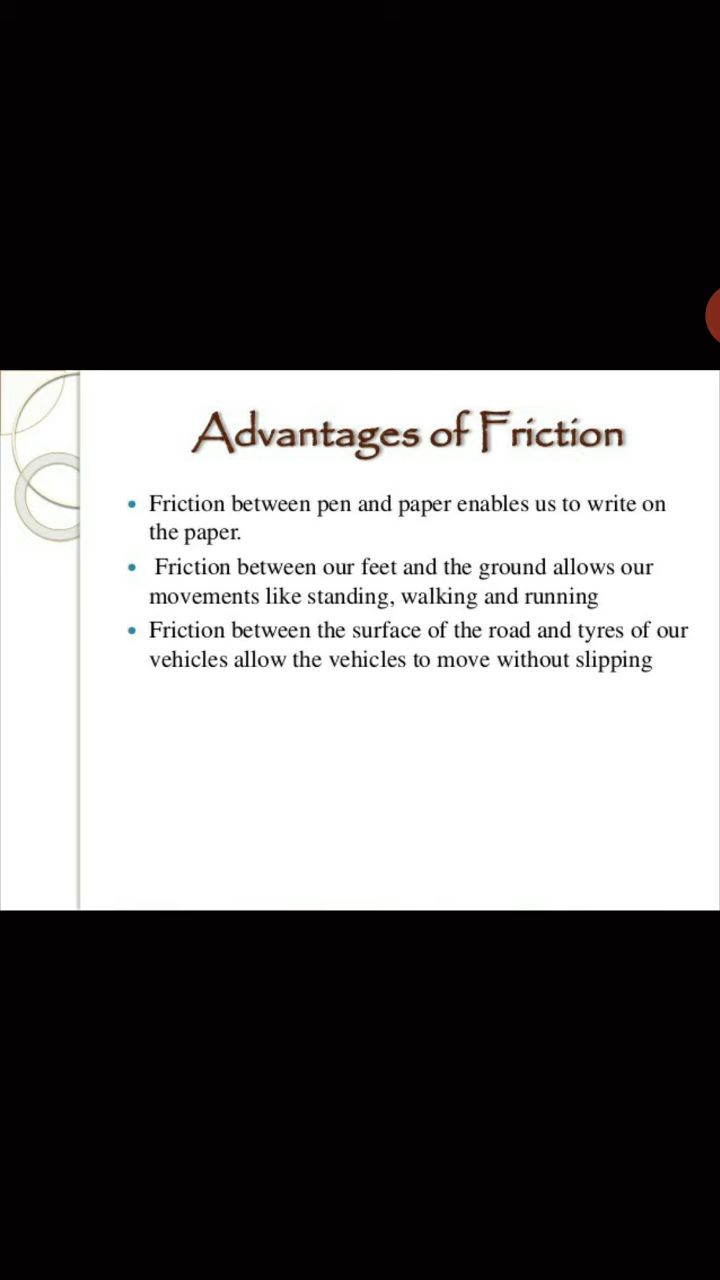 Advantages of Friction
• Friction between pen and paper enables us to write on
the paper.
• Friction between our feet and the ground allows our
movements like standing, walking and running
• Friction between the surface of the road and tyres of our
vehicles allow the vehicles to move without slipping